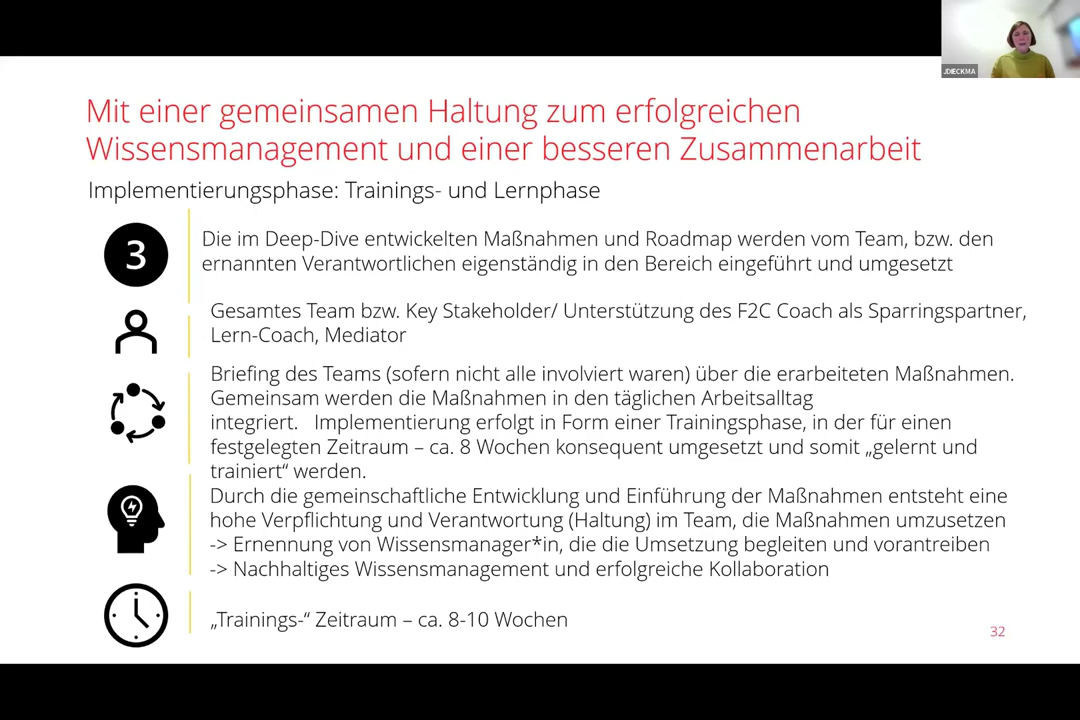 JDIECKMA
Mit einer gemeinsamen Haltung zum erfolgreichen
Wissensmanagement und einer besseren Zusammenarbeit
Implementierungsphase: Trainings- und Lernphase
3
Die im Deep-Dive entwickelten Maßnahmen und Roadmap werden vom Team, bzw. den
ernannten Verantwortlichen eigenständig in den Bereich eingeführt und umgesetzt
Gesamtes Team bzw. Key Stakeholder/ Unterstützung des F2C Coach als Sparringspartner,
Lern-Coach, Mediator
Briefing des Teams (sofern nicht alle involviert waren) über die erarbeiteten Maßnahmen.
Gemeinsam werden die Maßnahmen in den täglichen Arbeitsalltag
integriert.   Implementierung erfolgt in Form einer Trainingsphase, in der für einen
festgelegten Zeitraum – ca. 8 Wochen konsequent umgesetzt und somit „gelernt und
trainiert“ werden.
Durch die gemeinschaftliche Entwicklung und Einführung der Maßnahmen entsteht eine
hohe Verpflichtung und Verantwortung (Haltung) im Team, die Maßnahmen umzusetzen
-> Ernennung von Wissensmanager*in, die die Umsetzung begleiten und vorantreiben
-> Nachhaltiges Wissensmanagement und erfolgreiche Kollaboration
„Trainings-“ Zeitraum – ca. 8-10 Wochen
32